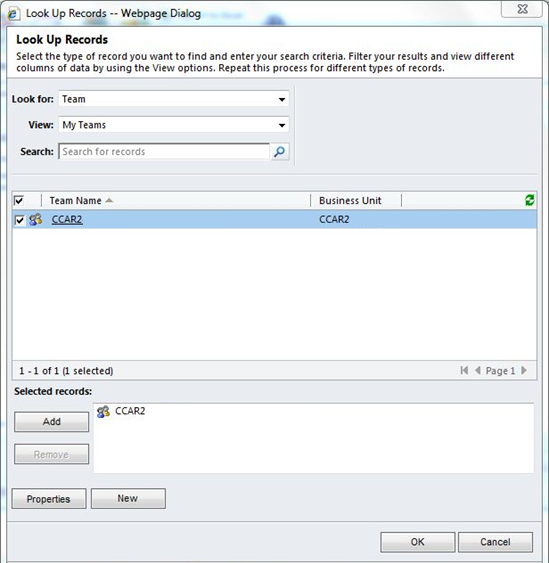 Look Up Records -- Webpage Dialog
Look Up Records
Select the type of record you want to find and enter your search criteria. Filter your results and view different
columns of data by using the View options. Repeat this process for different types of records.
Look for: Team
View: My Teams
Search: Search for records
Team Name Business Unit
CCAR2 CCAR2
1 - 1 of 1 (1 selected) Page 1
Selected records:
Add CCAR2
Remove
Properties New
OK Cancel